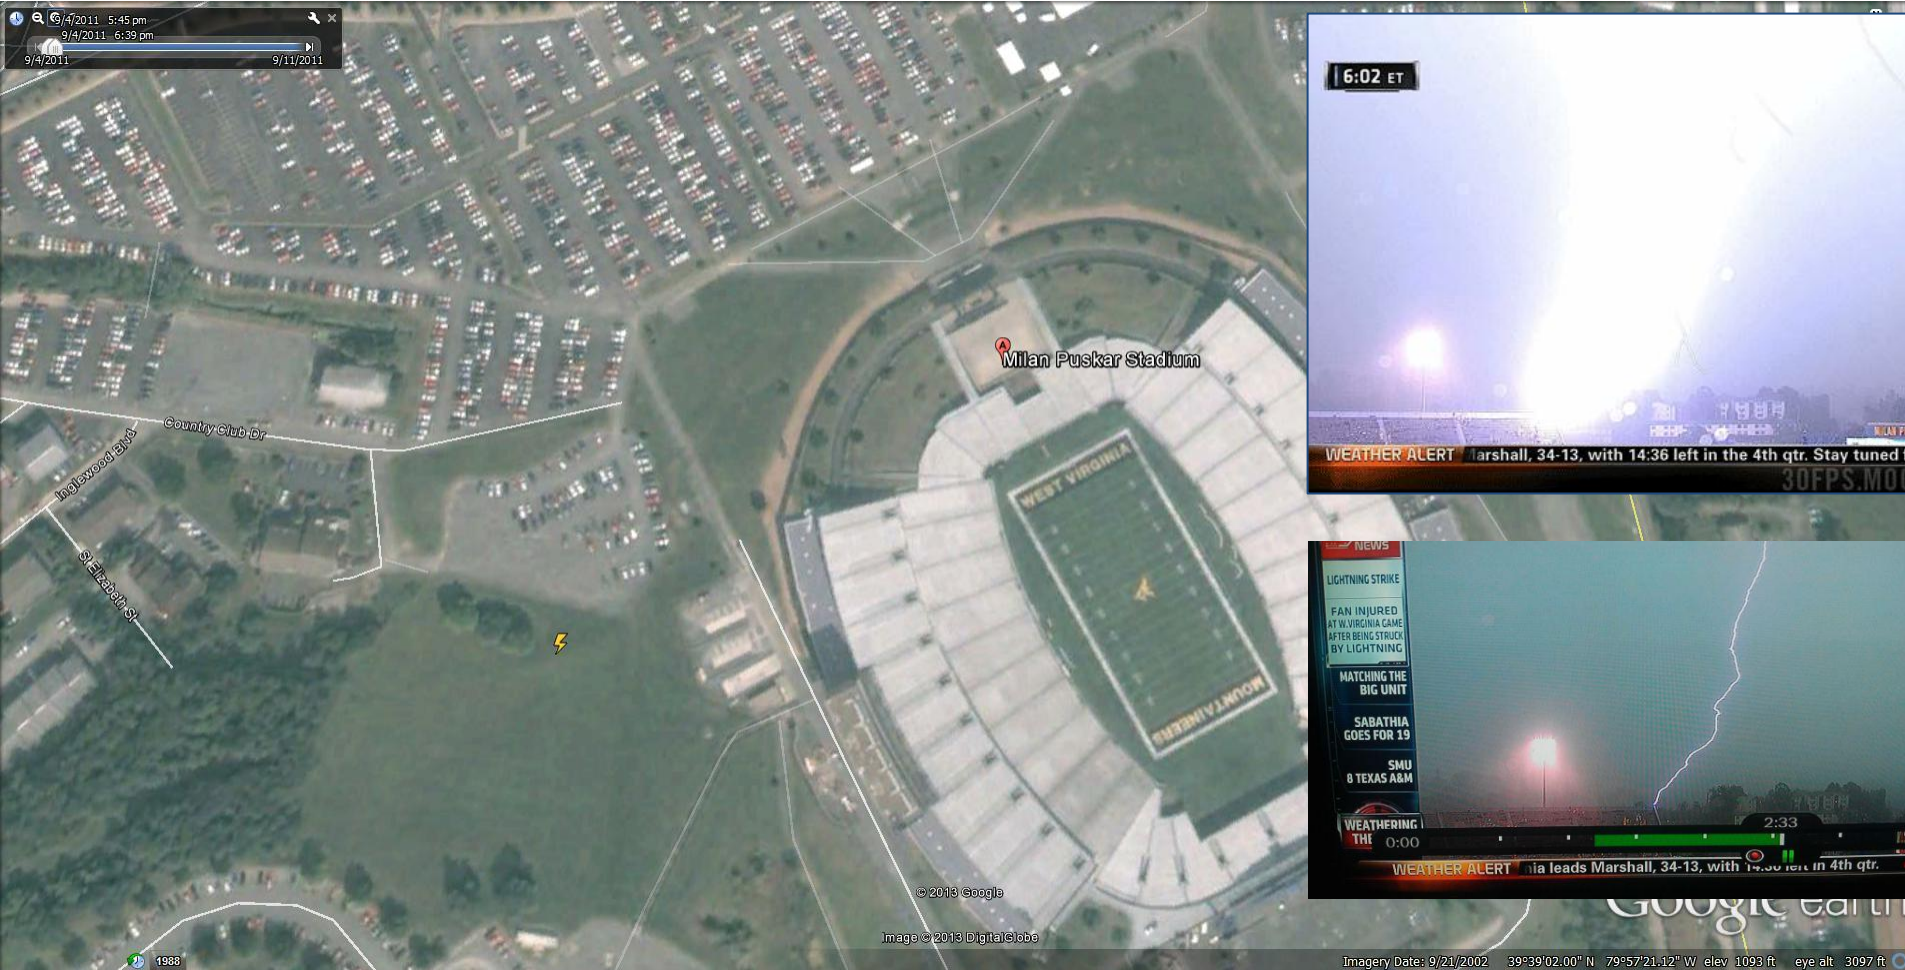 9/4/2011 5:45 pm
9/4/2011 6:39 pm
9/4/2011
9/11/2011
A
Milan Puskar Stadium
Country Club Dr
Inglewood Blvd
St Elizabeth St
WEST VIRGINIA
MOUNTAINEERS
6:02 ET
WEATHER ALERT arshall, 34-13, with 14:36 left in the 4th qtr. Stay tuned
30FPS.MO
NEWS
LIGHTNING STRIKE
FAN INJURED
AT W.VIRGINIA GAME
AFTER BEING STRUCK
BY LIGHTNING
MATCHING THE
BIG UNIT
SABATHIA
GOES FOR 19
SMU
8 TEXAS A&M
WEATHERING
THE
0:00
2:33
WEATHER ALERT nia leads Marshall, 34-13, with 14:36 left in 4th qtr.
© 2013 Google
Image © 2013 DigitalGlobe
Google earth
1988
Imagery Date: 9/21/2002 39°39'02.00" N 79°57'21.12" W elev 1093 ft eye alt 3097 ft